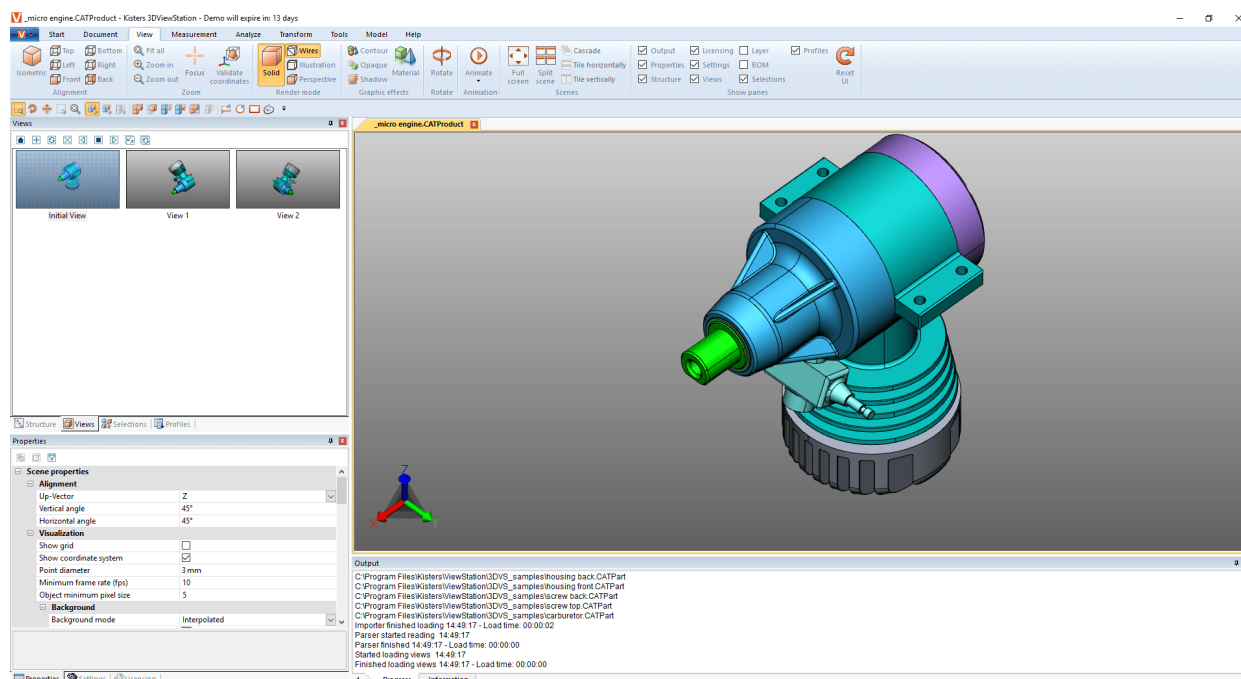 _micro engine.CATProduct - Kisters 3DViewStation - Demo will expire in: 13 days
Start Document View Measurement Analyze Transform Tools Model Help
Isometric Top Bottom Left Right Front Back
Fit all Zoom in Zoom out Focus Validate coordinates
Solid Wires Illustration Perspective
Contour Opaque Shadow Material
Rotate Animate
Full screen Split scene Cascade Tile horizontally Tile vertically
Output Licensing Layer Profiles
Properties Settings BOM
Structure Views Selections
Reset UI
Alignment Zoom Render mode Graphic effects Rotate Animation Scenes Show panes
Views
_micro engine.CATProduct
Initial View View 1 View 2
Structure Views Selections Profiles
Properties
Scene properties
Alignment
Up-Vector Z
Vertical angle 45°
Horizontal angle 45°
Visualization
Show grid
Show coordinate system
Point diameter 3 mm
Minimum frame rate (fps) 10
Object minimum pixel size 5
Background
Background mode Interpolated
Properties Settings Licensing
Z
X Y
Output
C:\Program Files\Kisters\ViewStation\3DVS_samples\housing back.CATPart
C:\Program Files\Kisters\ViewStation\3DVS_samples\housing front.CATPart
C:\Program Files\Kisters\ViewStation\3DVS_samples\screw back.CATPart
C:\Program Files\Kisters\ViewStation\3DVS_samples\screw top.CATPart
C:\Program Files\Kisters\ViewStation\3DVS_samples\carburetor.CATPart
Importer finished loading 14:49:17 - Load time: 00:00:02
Parser started reading 14:49:17
Parser finished 14:49:17 - Load time: 00:00:00
Started loading views 14:49:17
Finished loading views 14:49:17 - Load time: 00:00:00
Progress Information